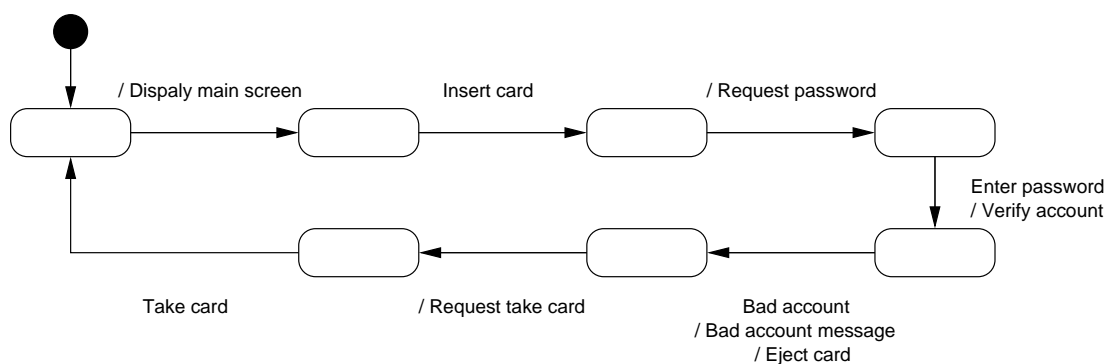 / Dispaly main screen
Insert card
/ Request password
Enter password
/ Verify account
Take card
/ Request take card
Bad account
/ Bad account message
/ Eject card